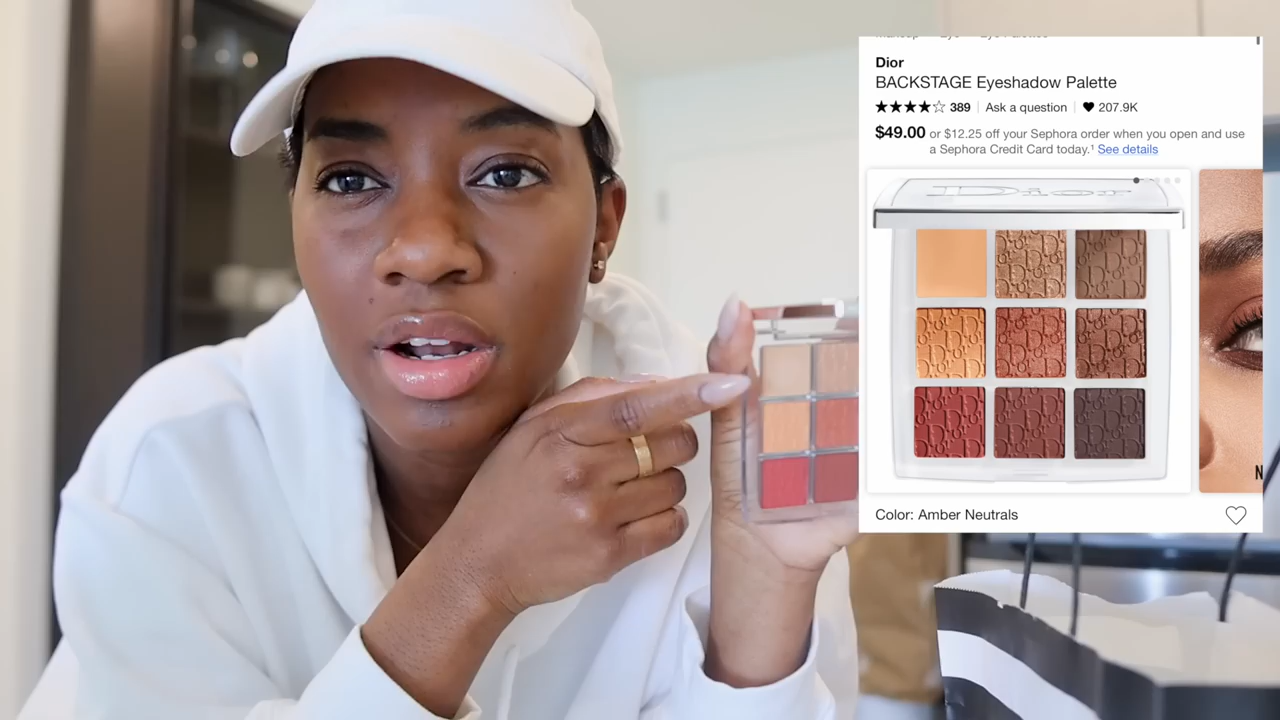 Dior
BACKSTAGE Eyeshadow Palette
389 Ask a question 207.9K
$49.00 or $12.25 off your Sephora order when you open and use
a Sephora Credit Card today.¹ See details
Dior
N
Color: Amber Neutrals